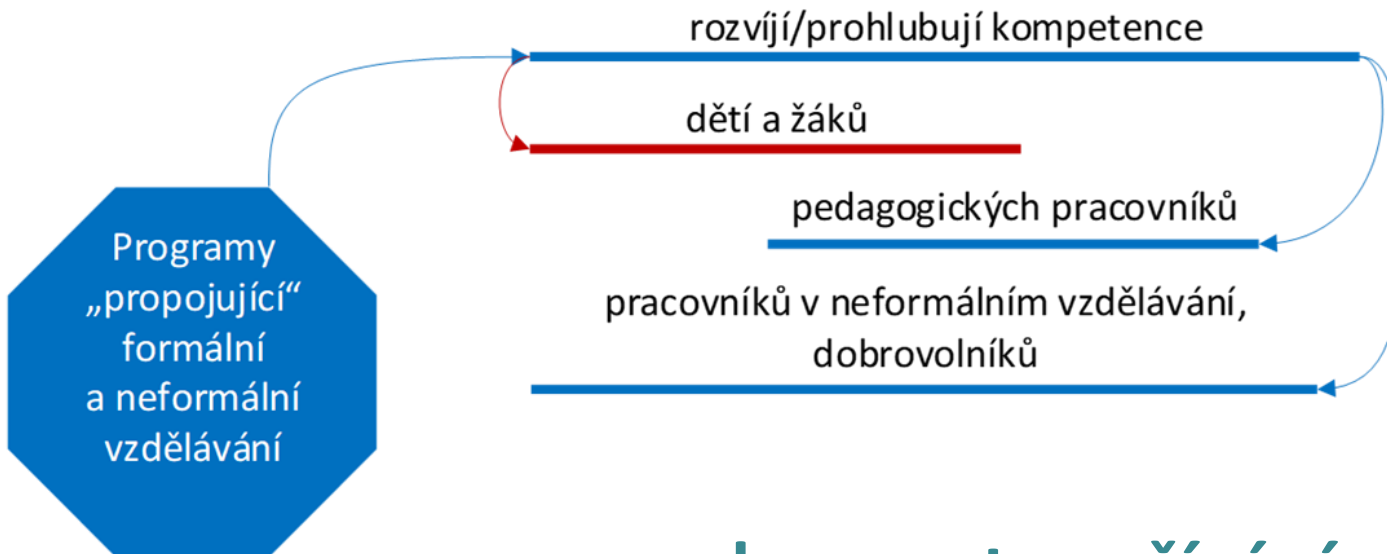 rozvíjí/prohlubují kompetence
dětí a žáků
pedagogických pracovníků
pracovníků v neformálním vzdělávání,
dobrovolníků
Programy
„propojující“
formální
a neformální
vzdělávání